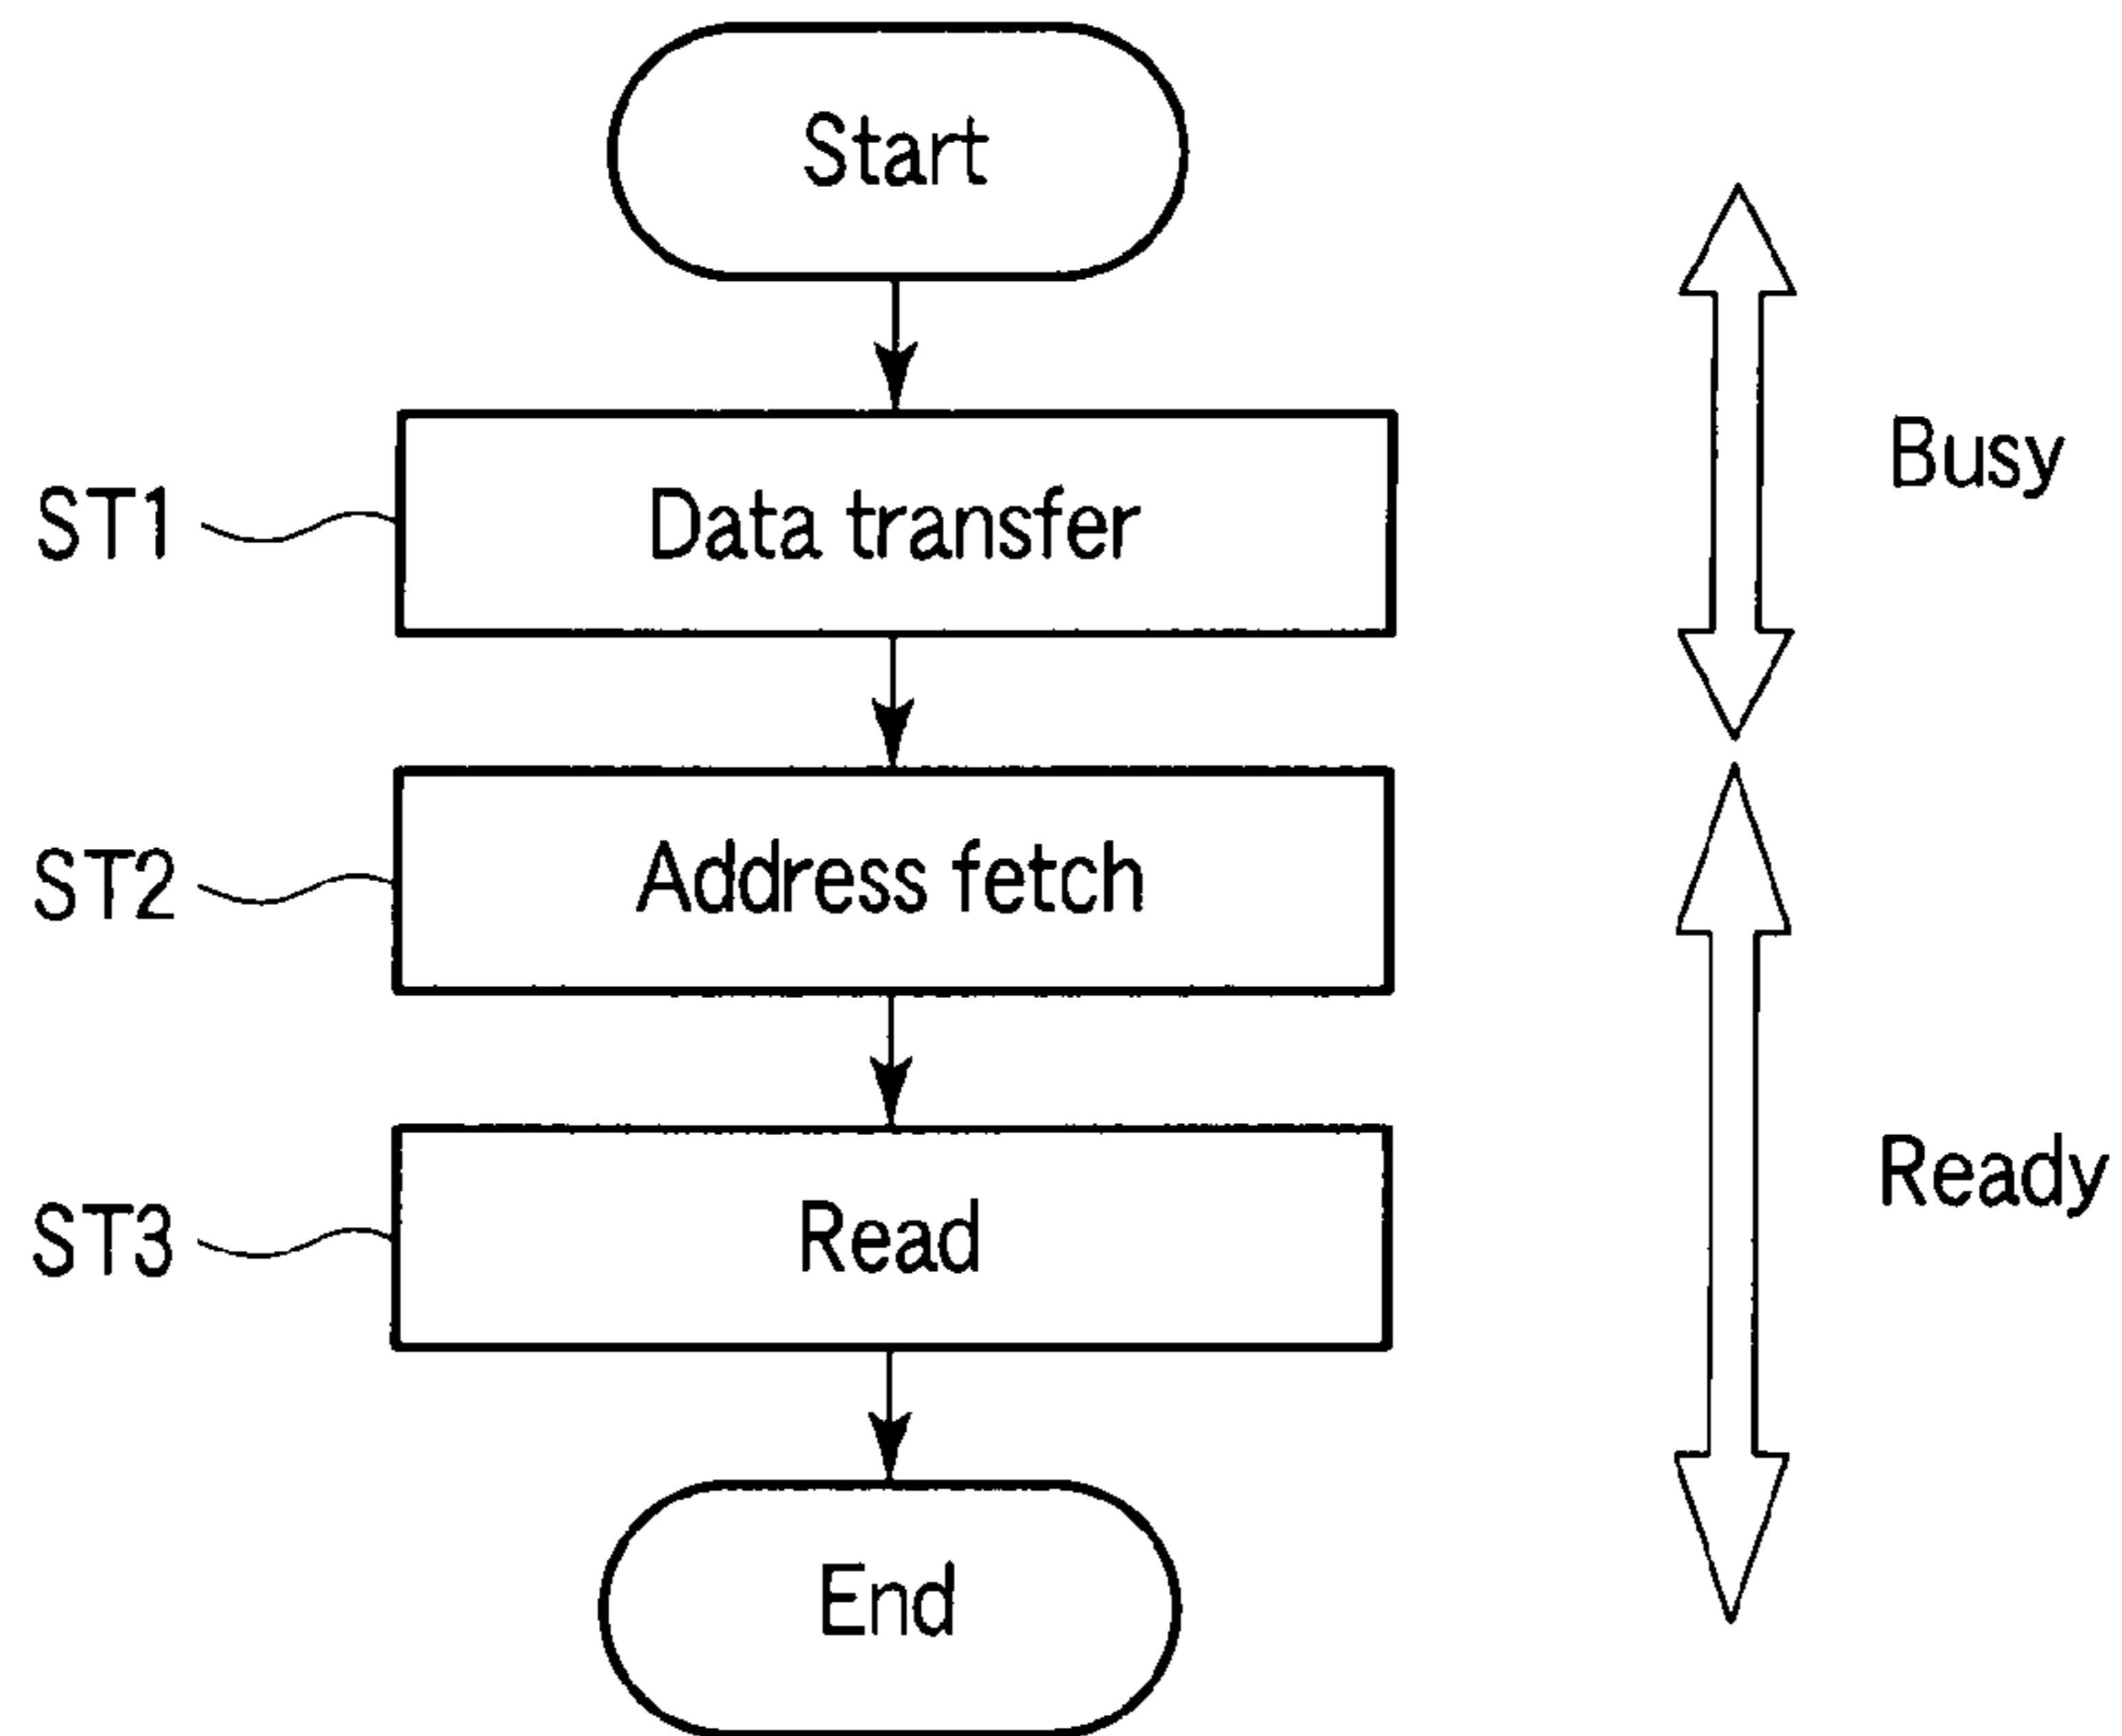 Start
Busy
ST1
Data transfer
ST2
Address fetch
Ready
ST3
Read
End